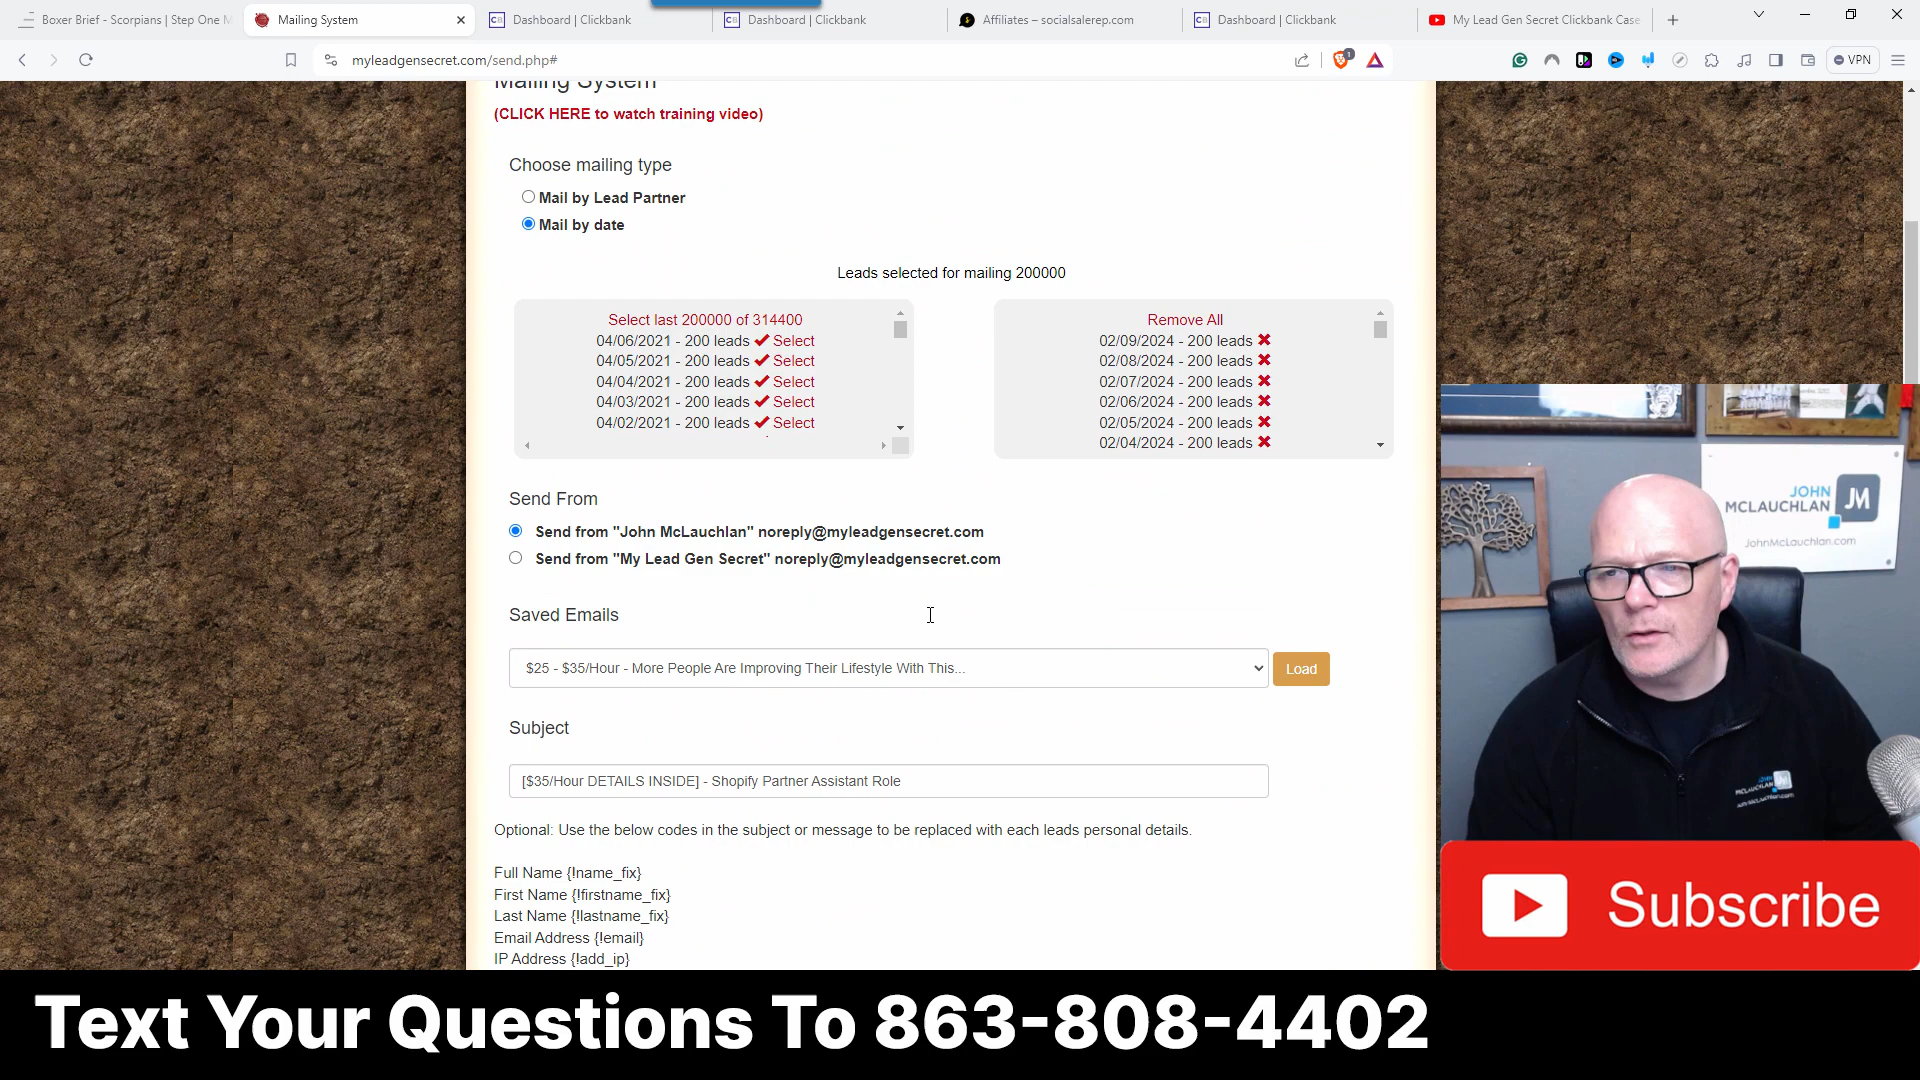 Boxer Brief - Scorpians | Step One M
Mailing System
Dashboard | Clickbank
Dashboard | Clickbank
Affiliates – socialsalerep.com
Dashboard | Clickbank
My Lead Gen Secret Clickbank Case
myleadgensecret.com/send.php#
1
VPN
Mailing System
(CLICK HERE to watch training video)
Choose mailing type
Mail by Lead Partner
Mail by date
Leads selected for mailing 200000
Select last 200000 of 314400
04/06/2021 - 200 leads ✔ Select
04/05/2021 - 200 leads ✔ Select
04/04/2021 - 200 leads ✔ Select
04/03/2021 - 200 leads ✔ Select
04/02/2021 - 200 leads ✔ Select
Remove All
02/09/2024 - 200 leads ✖
02/08/2024 - 200 leads ✖
02/07/2024 - 200 leads ✖
02/06/2024 - 200 leads ✖
02/05/2024 - 200 leads ✖
02/04/2024 - 200 leads ✖
Send From
Send from "John McLauchlan" noreply@myleadgensecret.com
Send from "My Lead Gen Secret" noreply@myleadgensecret.com
Saved Emails
$25 - $35/Hour - More People Are Improving Their Lifestyle With This...
Load
Subject
[$35/Hour DETAILS INSIDE] - Shopify Partner Assistant Role
Optional: Use the below codes in the subject or message to be replaced with each leads personal details.
Full Name {!name_fix}
First Name {!firstname_fix}
Last Name {!lastname_fix}
Email Address {!email}
IP Address {!add_ip}
JOHN
MCLAUCHLAN
JM
JohnMcLauchlan.com
JOHN
MCLAUCHLAN
Subscribe
Text Your Questions To 863-808-4402